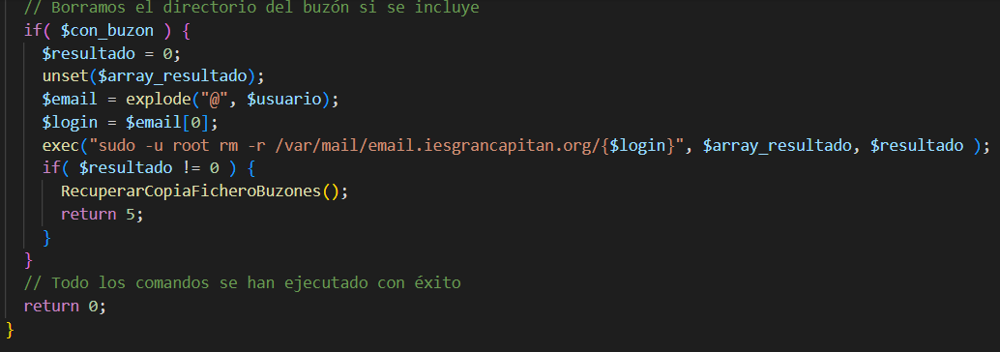 // Borramos el directorio del buzón si se incluye
if( $con_buzon ) {
$resultado = 0;
unset($array_resultado);
$email = explode("@", $usuario);
$login = $email[0];
exec("sudo -u root rm -r /var/mail/email.iesgrancapitan.org/{$login}", $array_resultado, $resultado );
if( $resultado != 0 ) {
RecuperarCopiaFicheroBuzones();
return 5;
}
}
// Todo los comandos se han ejecutado con éxito
return 0;
}